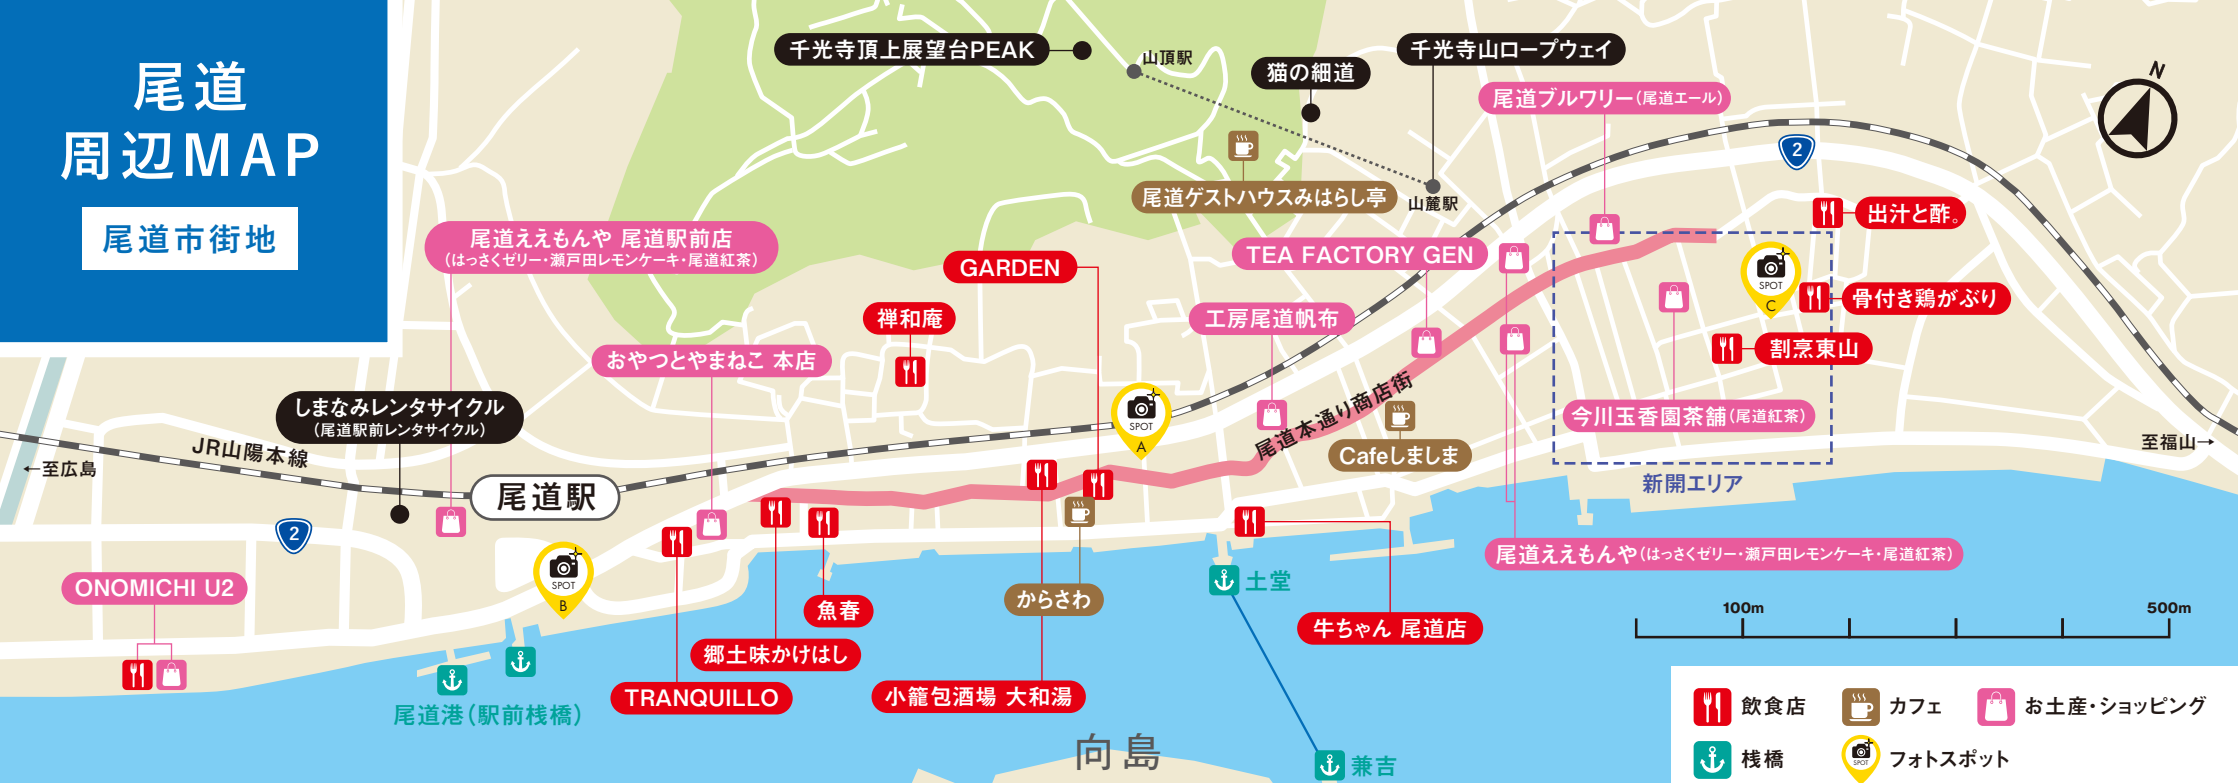 尾道
周辺MAP
尾道市街地
千光寺頂上展望台PEAK
山頂駅
猫の細道
千光寺山ロープウェイ
尾道ブルワリー(尾道エール)
N
2
尾道ゲストハウスみはらし亭
山麓駅
出汁と酢。
尾道ええもんや 尾道駅前店
(はっさくゼリー・瀬戸田レモンケーキ・尾道紅茶)
GARDEN
TEA FACTORY GEN
SPOT
C
骨付き鶏がぶり
禅和庵
工房尾道帆布
割烹東山
おやつとやまねこ 本店
しまなみレンタサイクル
(尾道駅前レンタサイクル)
SPOT
A
尾道本通り商店街
今川玉香園茶舗(尾道紅茶)
JR山陽本線
←至広島
Cafeしましま
至福山→
尾道駅
新開エリア
2
SPOT
B
尾道ええもんや(はっさくゼリー・瀬戸田レモンケーキ・尾道紅茶)
ONOMICHI U2
土堂
からさわ
魚春
牛ちゃん 尾道店
100m
500m
郷土味かけはし
TRANQUILLO
小籠包酒場 大和湯
尾道港(駅前桟橋)
向島
兼吉
飲食店
カフェ
お土産・ショッピング
桟橋
SPOT
フォトスポット